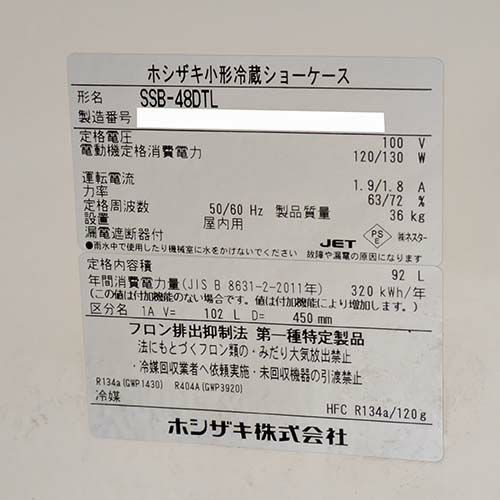 ホシザキ小形冷蔵ショーケース
形名 SSB-48DTL
製造番号
定格電圧 100 V
電動機定格消費電力 120/130 W
運転電流 1.9/1.8 A
力率 63/72 %
定格周波数 50/60 Hz 製品質量 36 kg
設置 屋内用
漏電遮断器付 JET PSE ㈱ネスター
●雨水中で使用したり機械室に水をかけないでください 故障や漏電の原因になります。
定格内容積 92 L
年間消費電力量(JIS B 8631-2-2011年) 320 kWh/年
(この値は付加機能のない場合です。値は付加機能により増加します。)
区分名 1A V= 102 L D= 450 mm
フロン排出抑制法 第一種特定製品
法にもとづくフロン類の・みだり大気放出禁止
・冷媒回収業者へ依頼実施・未回収機器の引渡禁止
R134a(GWP1430) R404A(GWP3920)
冷媒 HFC R134a/120g
ホシザキ株式会社